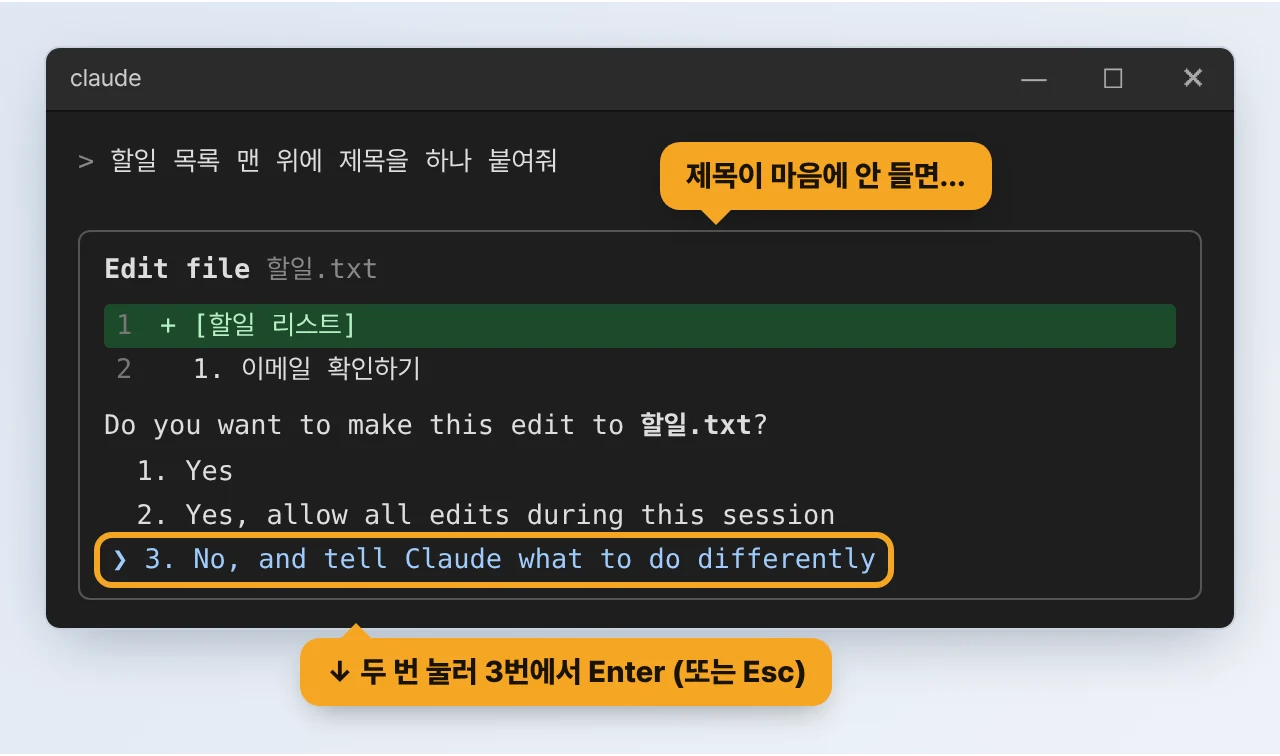 claude
> 할일 목록 맨 위에 제목을 하나 붙여줘
제목이 마음에 안 들면...
Edit file 할일.txt
1 + [할일 리스트]
2 1. 이메일 확인하기
Do you want to make this edit to 할일.txt?
1. Yes
2. Yes, allow all edits during this session
❯ 3. No, and tell Claude what to do differently
↓ 두 번 눌러 3번에서 Enter (또는 Esc)